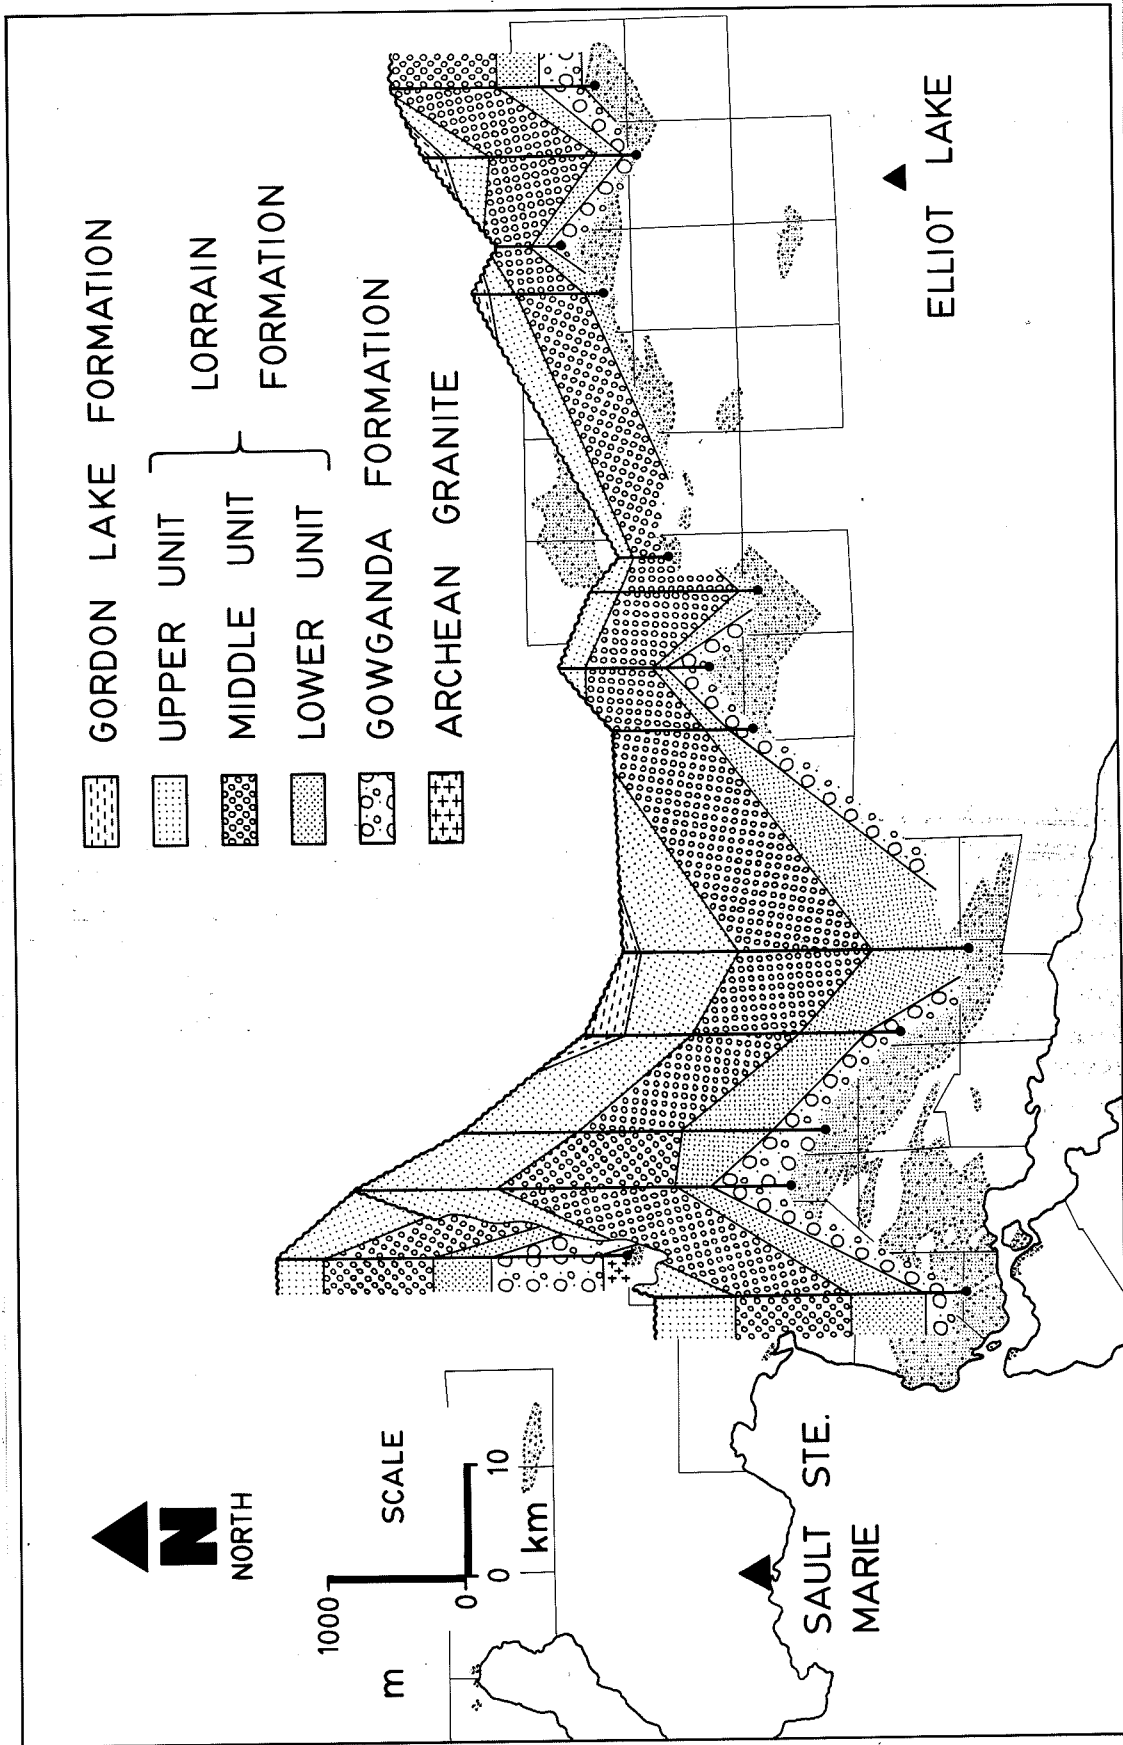 GORDON LAKE FORMATION
UPPER UNIT
MIDDLE UNIT
LOWER UNIT
LORRAIN
FORMATION
GOWGANDA FORMATION
ARCHEAN GRANITE
N
NORTH
SCALE
1000
m
0
0
10
km
SAULT STE.
MARIE
ELLIOT LAKE